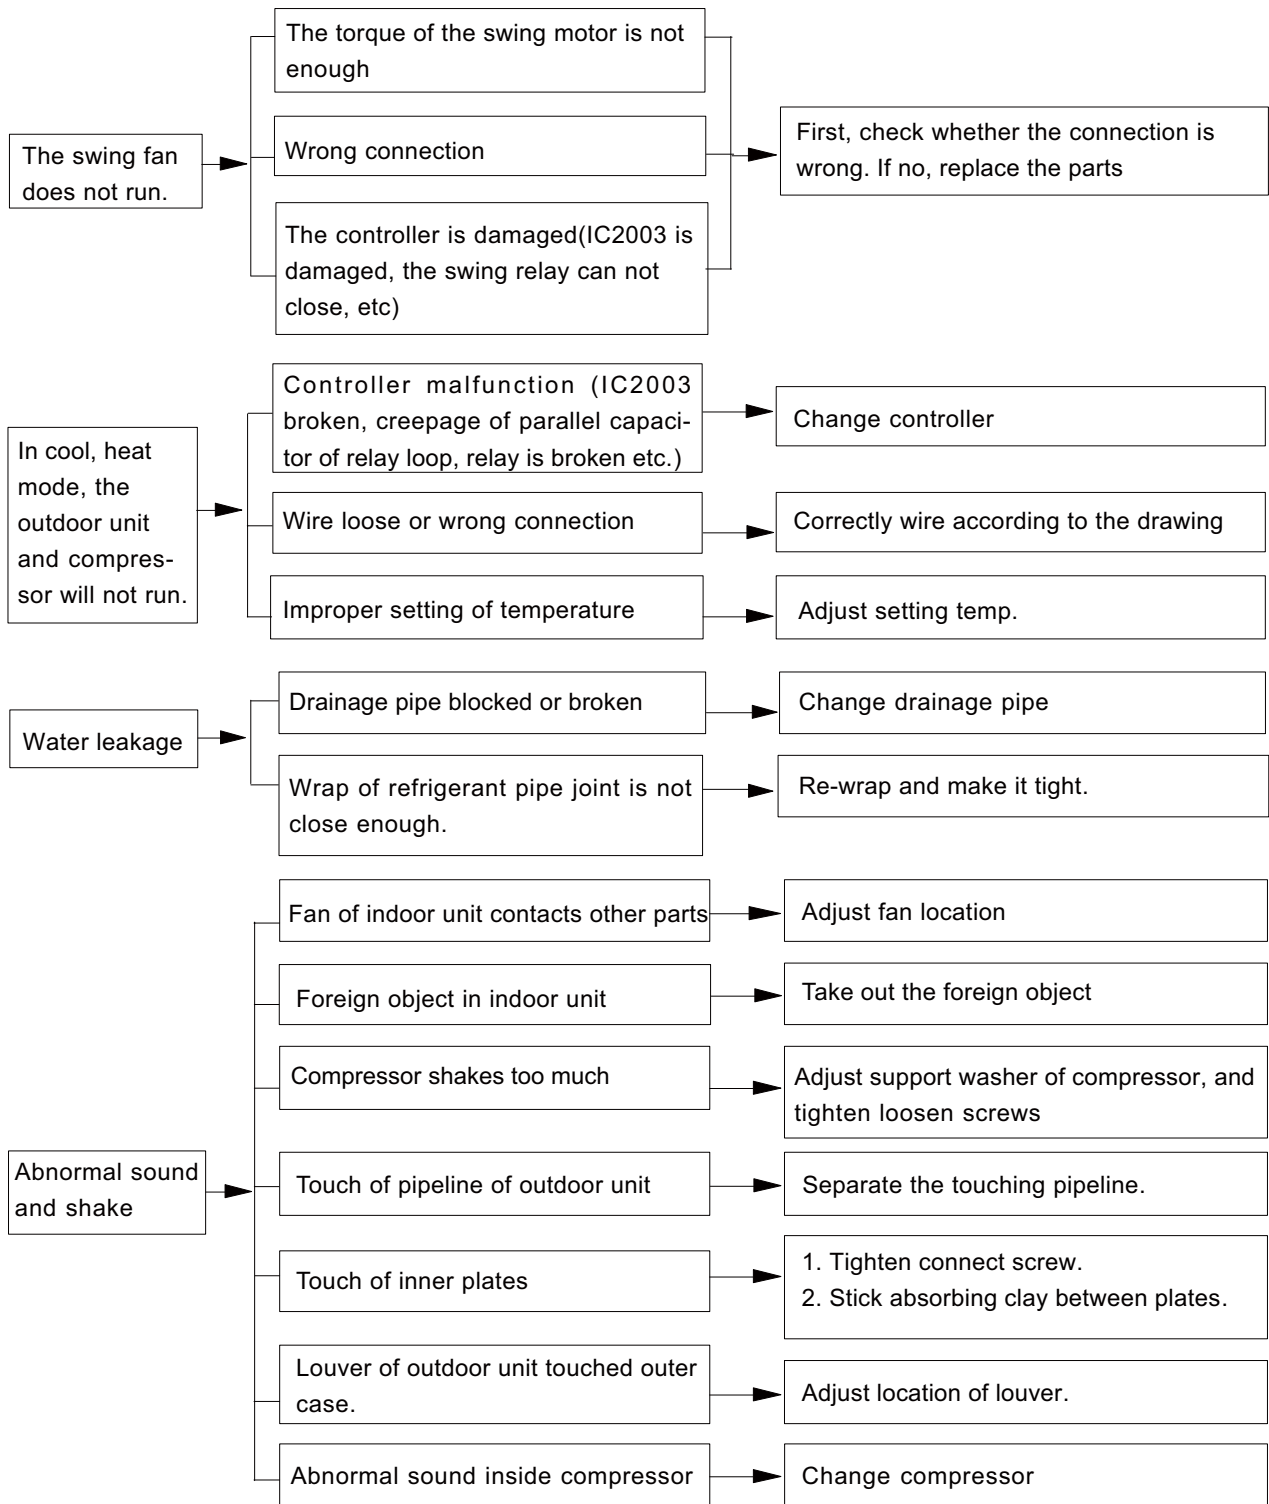 The swing fan
does not run.
The torque of the swing motor is not
enough
Wrong connection
The controller is damaged(IC2003 is
damaged, the swing relay can not
close, etc)
First, check whether the connection is
wrong. If no, replace the parts
In cool, heat
mode, the
outdoor unit
and compres-
sor will not run.
Controller malfunction (IC2003
broken, creepage of parallel capaci-
tor of relay loop, relay is broken etc.)
Change controller
Wire loose or wrong connection
Correctly wire according to the drawing
Improper setting of temperature
Adjust setting temp.
Water leakage
Drainage pipe blocked or broken
Change drainage pipe
Wrap of refrigerant pipe joint is not
close enough.
Re-wrap and make it tight.
Abnormal sound
and shake
Fan of indoor unit contacts other parts
Adjust fan location
Foreign object in indoor unit
Take out the foreign object
Compressor shakes too much
Adjust support washer of compressor, and
tighten loosen screws
Touch of pipeline of outdoor unit
Separate the touching pipeline.
Touch of inner plates
1. Tighten connect screw.
2. Stick absorbing clay between plates.
Louver of outdoor unit touched outer
case.
Adjust location of louver.
Abnormal sound inside compressor
Change compressor